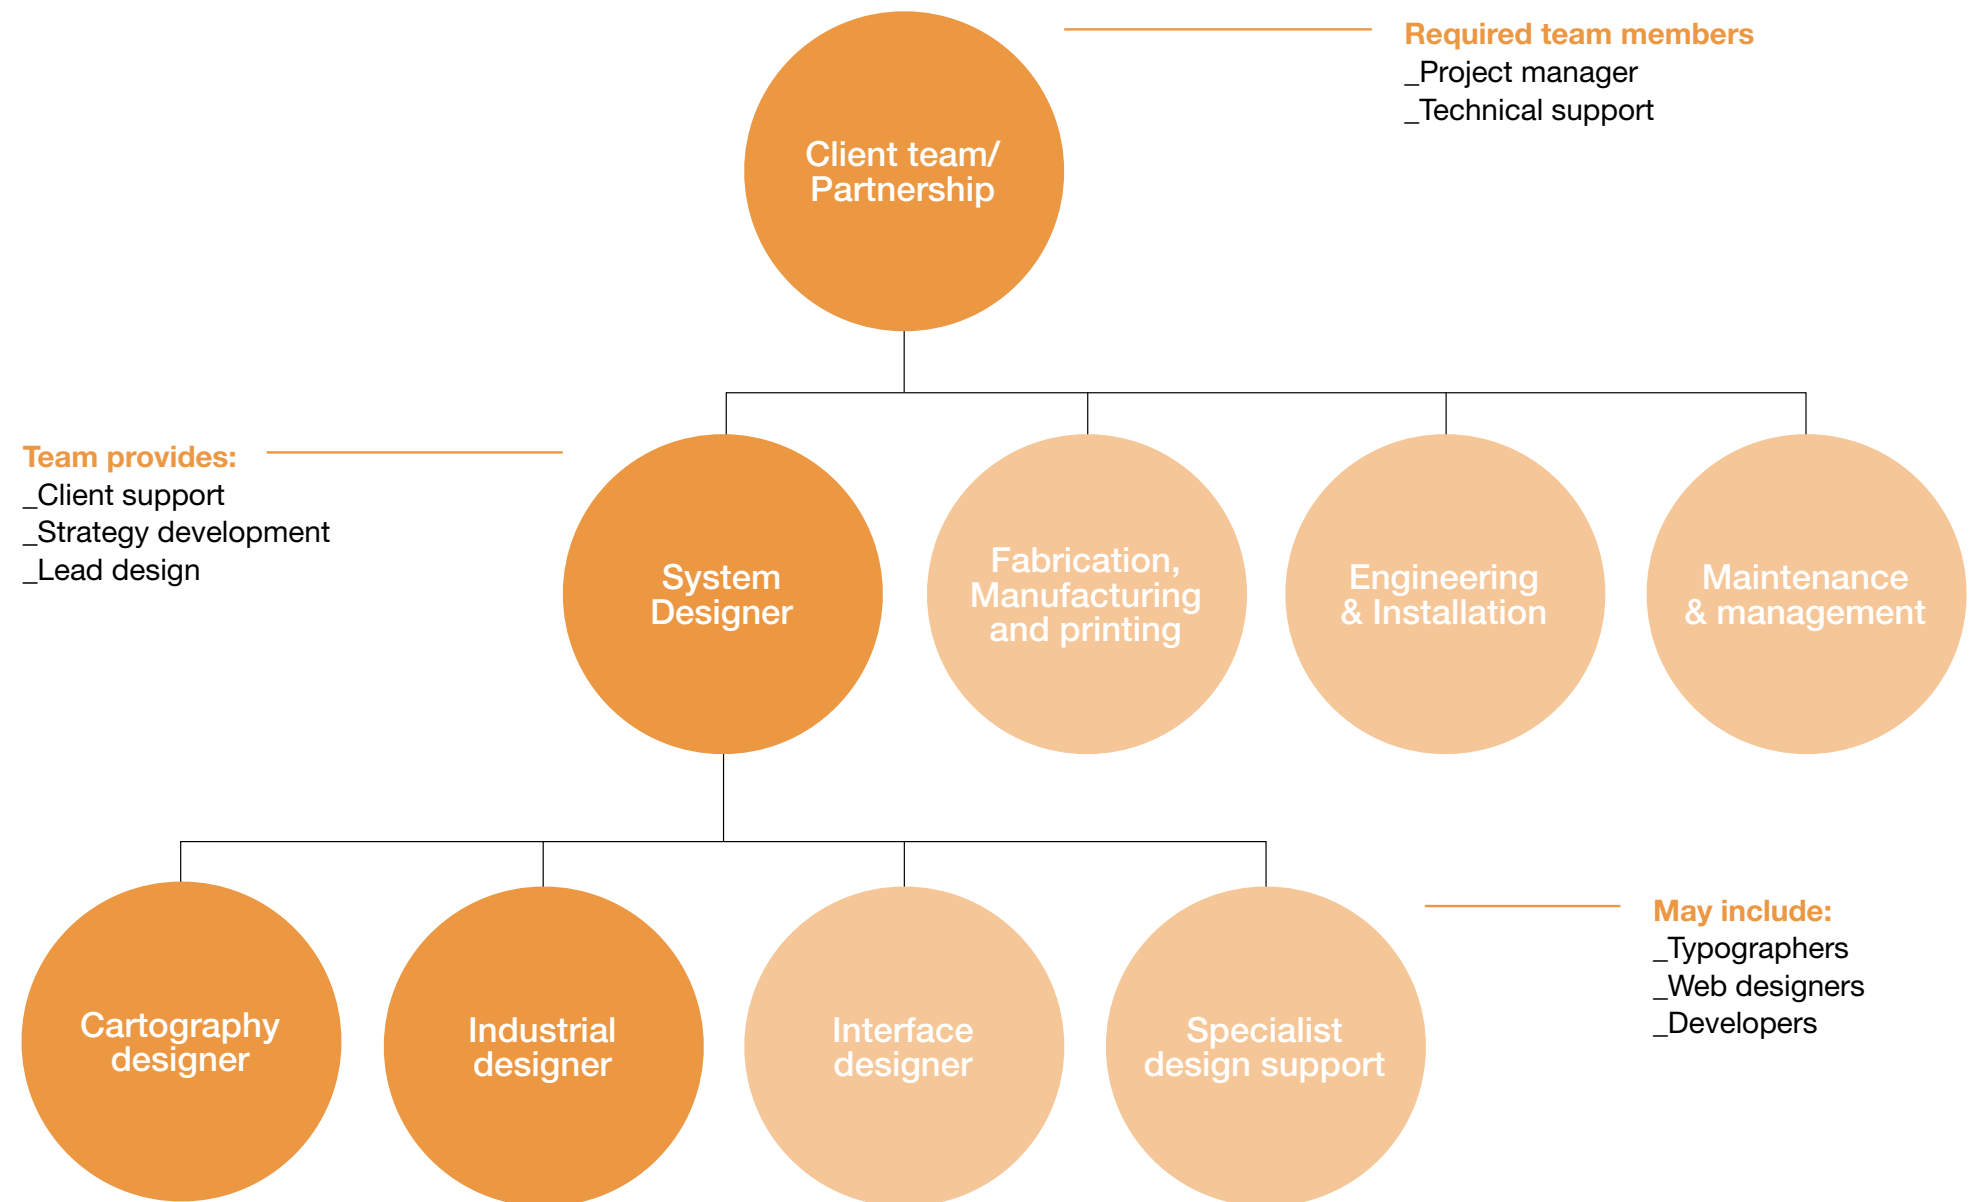 Required team members
_Project manager
_Technical support
Client team/
Partnership
Team provides:
_Client support
_Strategy development
_Lead design
System
Designer
Fabrication,
Manufacturing
and printing
Engineering
& Installation
Maintenance
& management
Cartography
designer
Industrial
designer
Interface
designer
Specialist
design support
May include:
_Typographers
_Web designers
_Developers